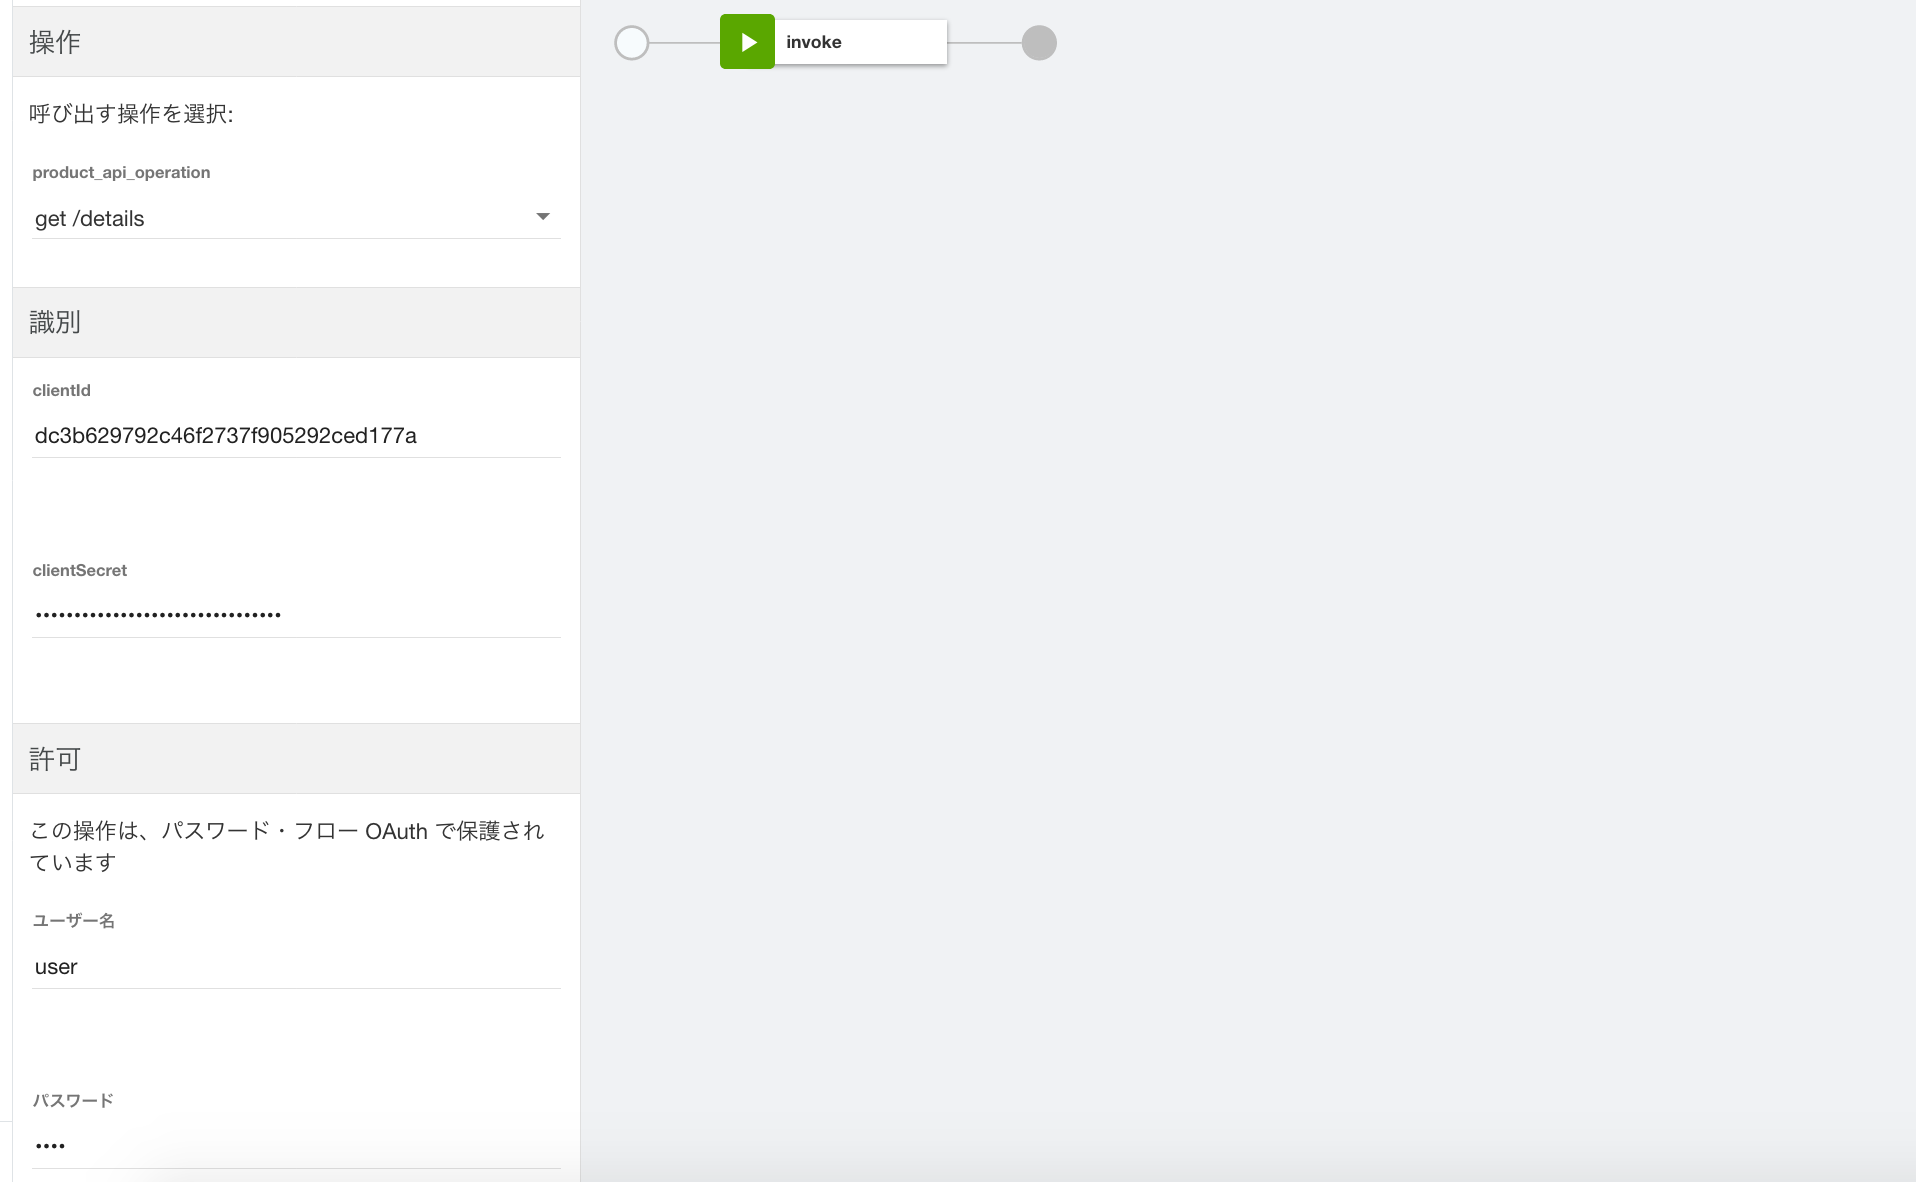 操作
呼び出す操作を選択:
product_api_operation
get /details
識別
clientId
dc3b629792c46f2737f905292ced177a
clientSecret
••••••••••••••••••••••••••••••••
許可
この操作は、パスワード・フロー OAuth で保護され
ています
ユーザー名
user
パスワード
••••
invoke